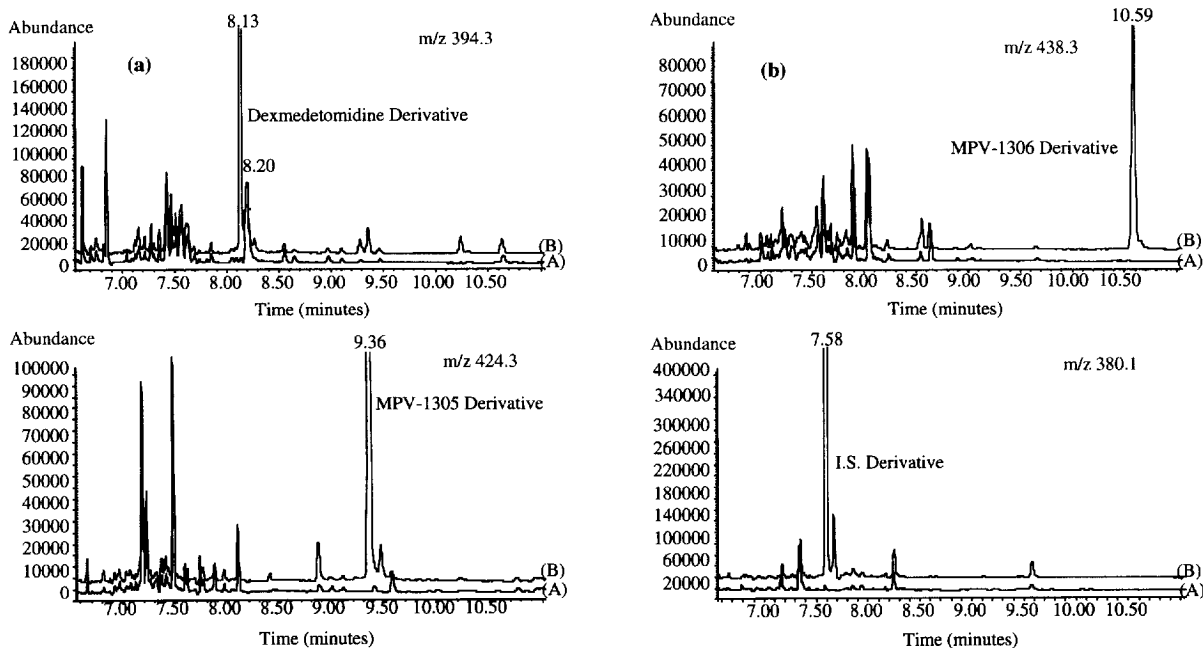 Abundance
8.13
m/z 394.3
(a)
180000
160000
140000
120000
100000
80000
60000
40000
20000
0
Dexmedetomidine Derivative
8.20
(B)
(A)
7.00 7.50 8.00 8.50 9.00 9.50 10.00
Time (minutes)
Abundance
10.59
m/z 438.3
(b)
80000
70000
60000
50000
40000
30000
20000
10000
0
MPV-1306 Derivative
(B)
(A)
7.00 7.50 8.00 8.50 9.00 9.50 10.00 10.50
Time (minutes)
Abundance
9.36
m/z 424.3
100000
90000
80000
70000
60000
50000
40000
30000
20000
10000
0
MPV-1305 Derivative
(B)
(A)
7.00 7.50 8.00 8.50 9.00 9.50 10.00
Time (minutes)
Abundance
7.58
m/z 380.1
400000
340000
300000
250000
200000
180000
140000
100000
60000
20000
I.S. Derivative
(B)
(A)
7.00 7.50 8.00 8.50 9.00 9.50 10.00 10.50
Time (minutes)